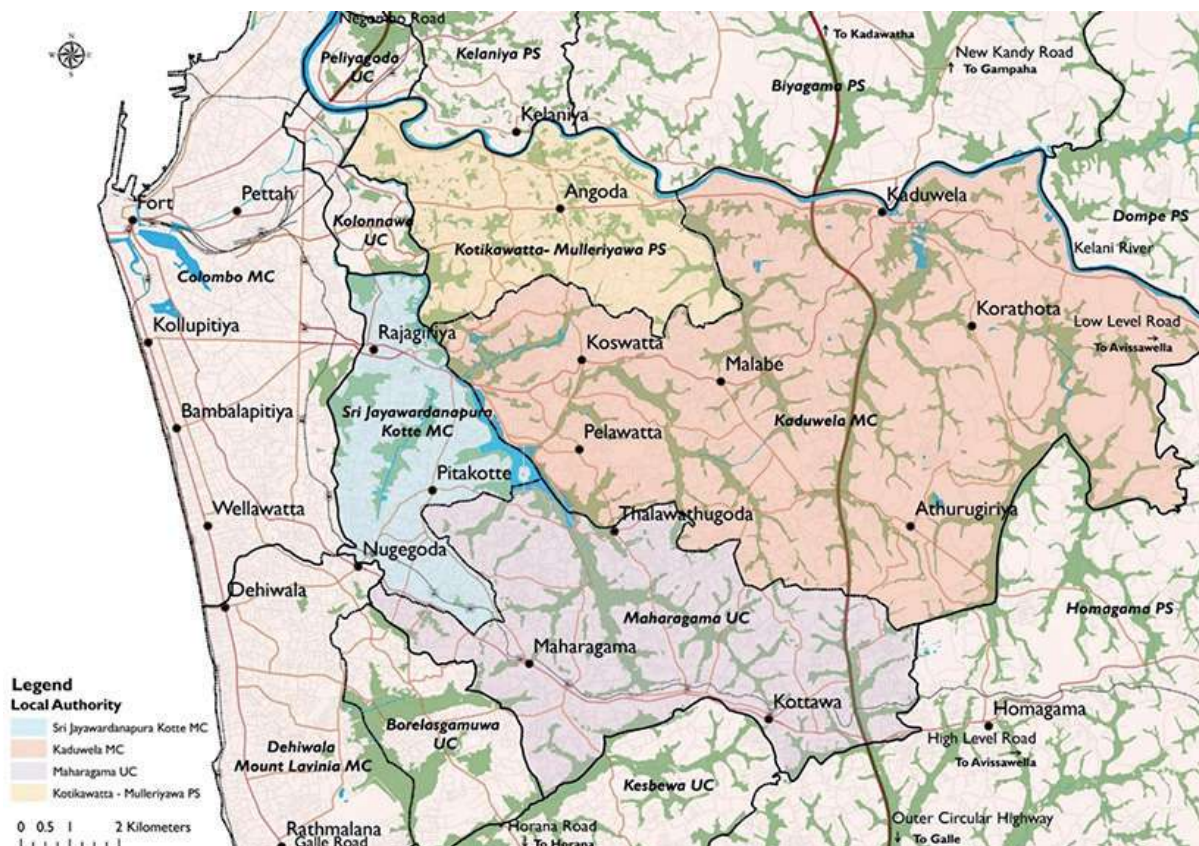 Negombo Road
Peliyagoda
UC
Kelaniya PS
To Kadawatha
New Kandy Road
To Gampaha
Biyagama PS
N
W
E
S
Kelaniya
Pettah
Fort
Angoda
Kaduwela
Kolonnawa
UC
Dompe PS
Kotikawatta- Mulleriyawa PS
Kelani River
Colombo MC
Kollupitiya
Rajagiriya
Koswatta
Malabe
Korathota
Low Level Road
To Avissawella
Bambalapitiya
Sri Jayawardanapura
Kotte MC
Kaduwela MC
Pelawatta
Pitakotte
Wellawatta
Thalawathugoda
Athurugiriya
Nugegoda
Dehiwala
Maharagama UC
Homagama PS
Maharagama
Kottawa
Homagama
High Level Road
To Avissawella
Borelasgamuwa
UC
Dehiwala
Mount Lavinia MC
Kesbewa UC
Outer Circular Highway
To Galle
Horana Road
To Horana
Rathmalana
Galle Road
Legend
Local Authority
Sri Jayawardanapura Kotte MC
Kaduwela MC
Maharagama UC
Kotikawatta - Mulleriyawa PS
0 0.5 1 2 Kilometers